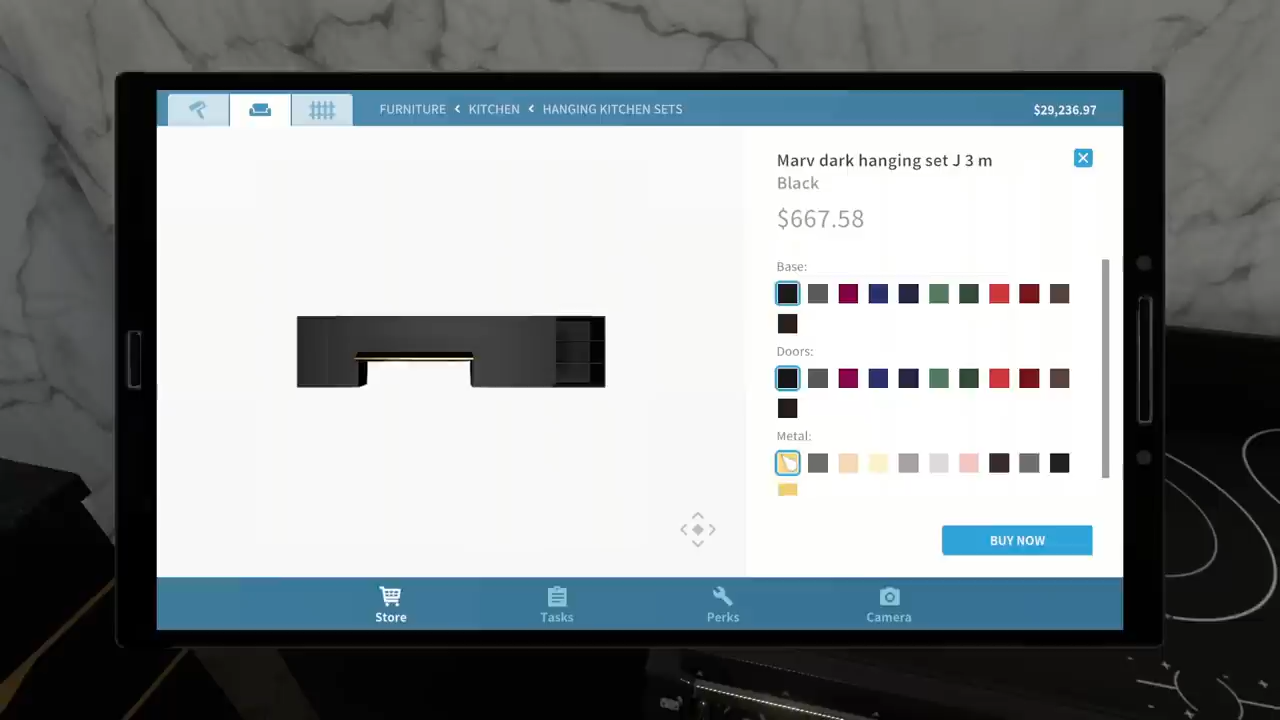 FURNITURE < KITCHEN < HANGING KITCHEN SETS
$29,236.97
Marv dark hanging set J 3 m
Black
$667.58
Base:
Doors:
Metal:
BUY NOW
Store
Tasks
Perks
Camera